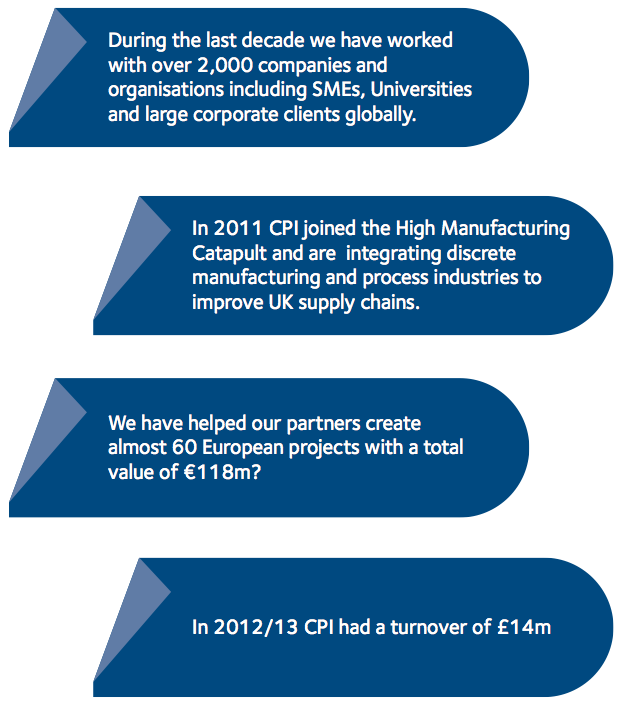 During the last decade we have worked
with over 2,000 companies and
organisations including SMEs, Universities
and large corporate clients globally.
In 2011 CPI joined the High Manufacturing
Catapult and are  integrating discrete
manufacturing and process industries to
improve UK supply chains.
We have helped our partners create
almost 60 European projects with a total
value of €118m?
In 2012/13 CPI had a turnover of £14m